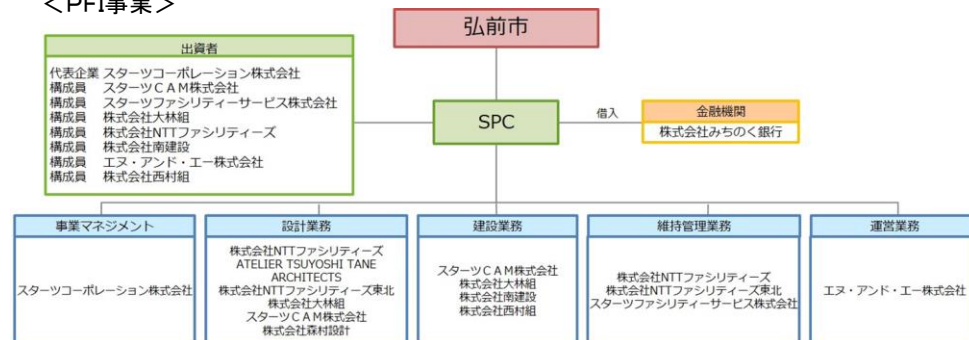 ＜PFI事業＞
弘前市
出資者
代表企業 スターツコーポレーション株式会社
構成員 スターツＣＡＭ株式会社
構成員 スターツファシリティーサービス株式会社
構成員 株式会社大林組
構成員 株式会社NTTファシリティーズ
構成員 株式会社南建設
構成員 エヌ・アンド・エー株式会社
構成員 株式会社西村組
SPC
借入
金融機関
株式会社みちのく銀行
事業マネジメント
スターツコーポレーション株式会社
設計業務
株式会社NTTファシリティーズ
ATELIER TSUYOSHI TANE
ARCHITECTS
株式会社NTTファシリティーズ東北
株式会社大林組
スターツＣＡＭ株式会社
株式会社森村設計
建設業務
スターツＣＡＭ株式会社
株式会社大林組
株式会社南建設
株式会社西村組
維持管理業務
株式会社NTTファシリティーズ
株式会社NTTファシリティーズ東北
スターツファシリティーサービス株式会社
運営業務
エヌ・アンド・エー株式会社